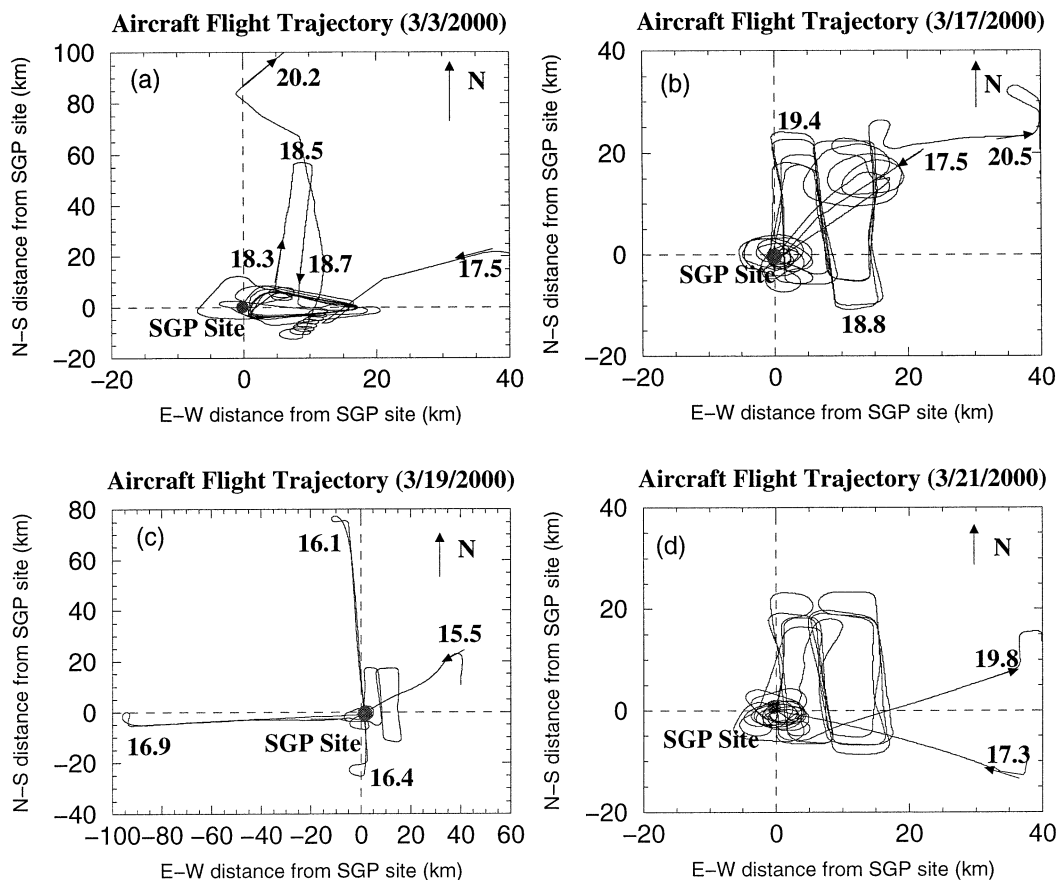 Aircraft Flight Trajectory (3/3/2000)
N−S distance from SGP site (km)
100
80
60
40
20
0
−20
(a)
20.2
N
18.5
18.3
18.7
17.5
SGP Site
−20
0
20
40
E−W distance from SGP site (km)
Aircraft Flight Trajectory (3/17/2000)
N−S distance from SGP site (km)
40
20
0
−20
(b)
N
19.4
17.5
20.5
SGP Site
18.8
−20
0
20
40
E−W distance from SGP site (km)
Aircraft Flight Trajectory (3/19/2000)
N−S distance from SGP site (km)
80
60
40
20
0
−20
−40
(c)
16.1
N
15.5
SGP Site
16.9
16.4
−100−80−60−40−20 0 20 40 60
E−W distance from SGP site (km)
Aircraft Flight Trajectory (3/21/2000)
N−S distance from SGP site (km)
40
20
0
−20
(d)
N
19.8
SGP Site
17.3
−20
0
20
40
E−W distance from SGP site (km)